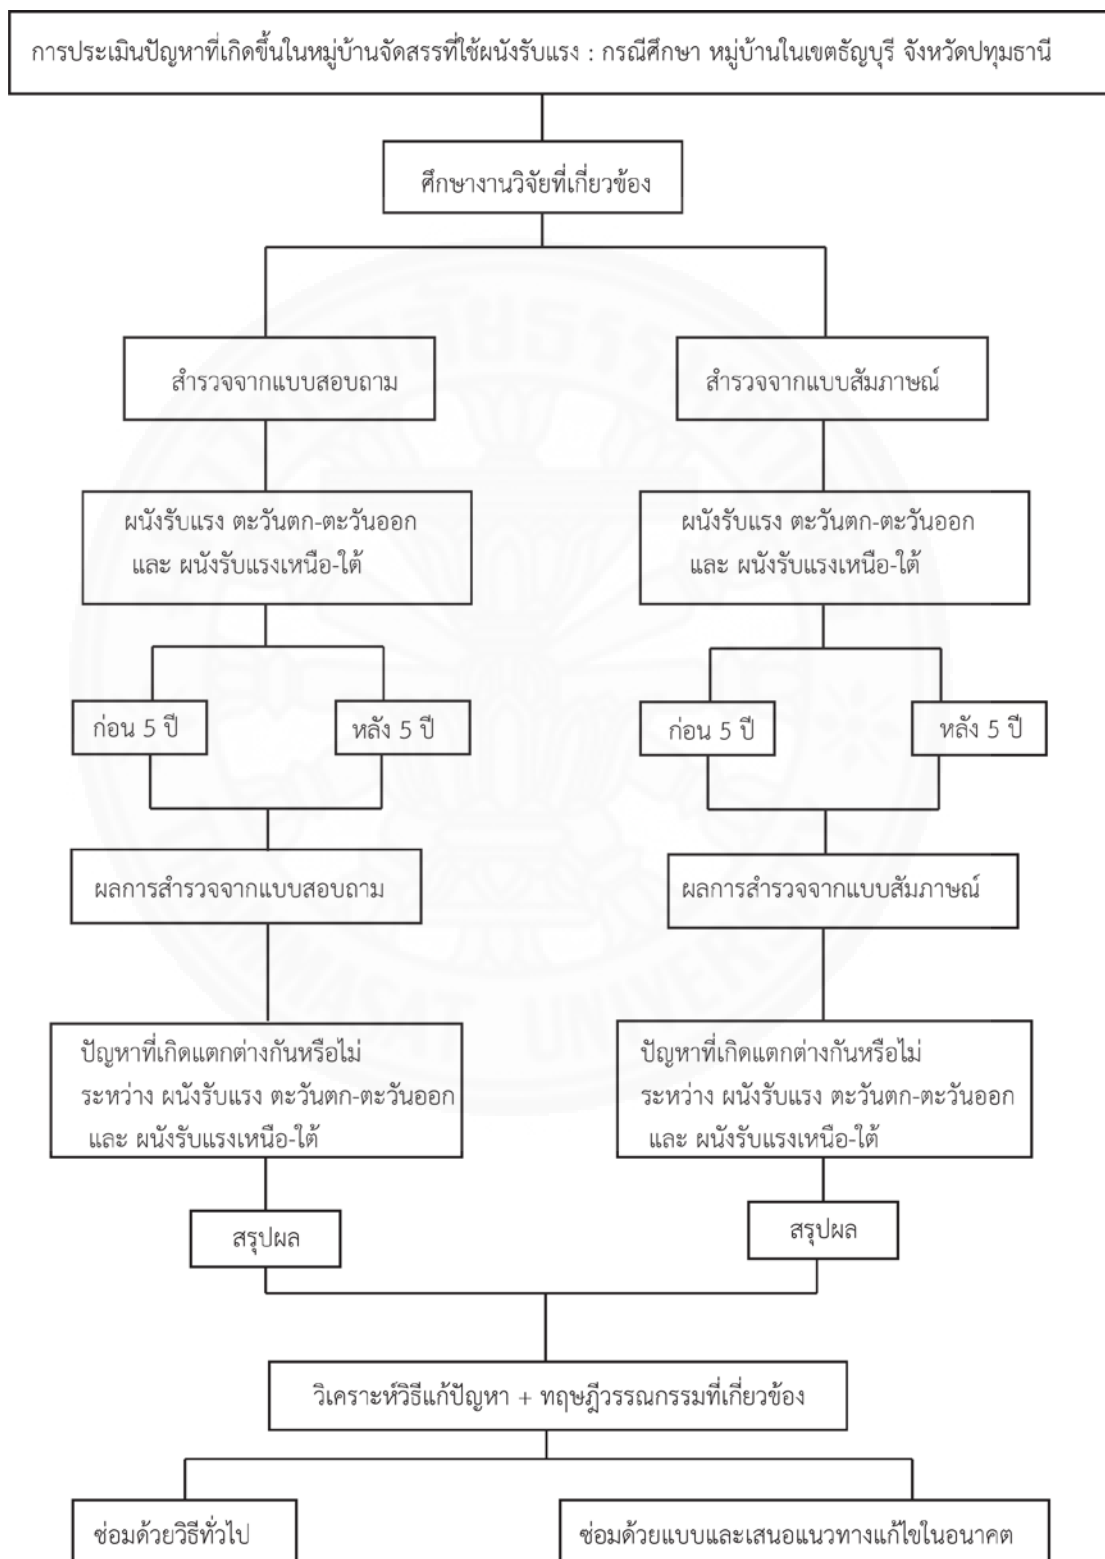 การประเมินปัญหาที่เกิดขึ้นในหมู่บ้านจัดสรรที่ใช้ผนังรับแรง : กรณีศึกษา หมู่บ้านในเขตธัญบุรี จังหวัดปทุมธานี
ศึกษางานวิจัยที่เกี่ยวข้อง
สำรวจจากแบบสอบถาม
สำรวจจากแบบสัมภาษณ์
ผนังรับแรง ตะวันตก-ตะวันออก
และ ผนังรับแรงเหนือ-ใต้
ผนังรับแรง ตะวันตก-ตะวันออก
และ ผนังรับแรงเหนือ-ใต้
ก่อน 5 ปี
หลัง 5 ปี
ก่อน 5 ปี
หลัง 5 ปี
ผลการสำรวจจากแบบสอบถาม
ผลการสำรวจจากแบบสัมภาษณ์
ปัญหาที่เกิดแตกต่างกันหรือไม่
ระหว่าง ผนังรับแรง ตะวันตก-ตะวันออก
และ ผนังรับแรงเหนือ-ใต้
ปัญหาที่เกิดแตกต่างกันหรือไม่
ระหว่าง ผนังรับแรง ตะวันตก-ตะวันออก
และ ผนังรับแรงเหนือ-ใต้
สรุปผล
สรุปผล
วิเคราะห์วิธีแก้ปัญหา + ทฤษฎีวรรณกรรมที่เกี่ยวข้อง
ซ่อมด้วยวิธีทั่วไป
ซ่อมด้วยแบบและเสนอแนวทางแก้ไขในอนาคต
THAMMASAT UNIVERSITY